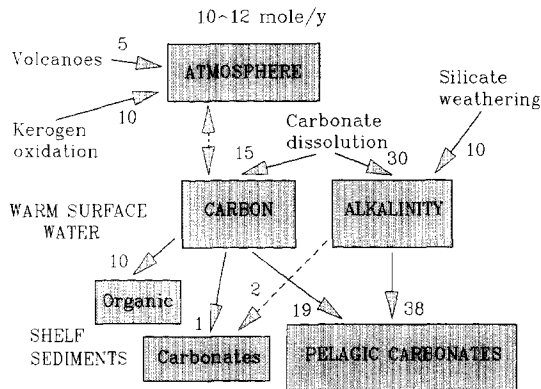 10~12 mole/y
Volcanoes
5
ATMOSPHERE
Silicate
weathering
Kerogen
oxidation
10
Carbonate
dissolution
15
30
10
WARM SURFACE
WATER
CARBON
ALKALINITY
10
Organic
2
19
38
1
SHELF
SEDIMENTS
Carbonates
PELAGIC CARBONATES